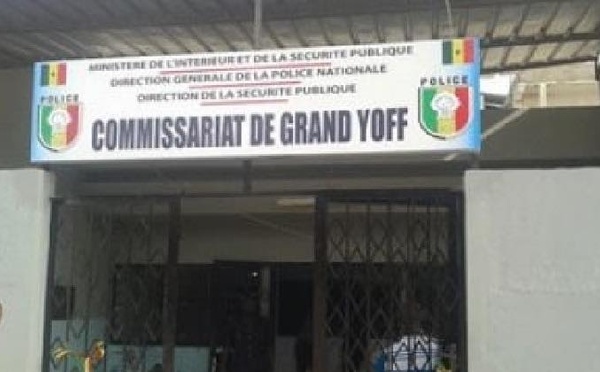 MINISTERE DE L'INTERIEUR ET DE LA SECURITE PUBLIQUE
DIRECTION GENERALE DE LA POLICE NATIONALE
DIRECTION DE LA SECURITE PUBLIQUE
POLICE
POLICE
COMMISSARIAT DE GRAND YOFF